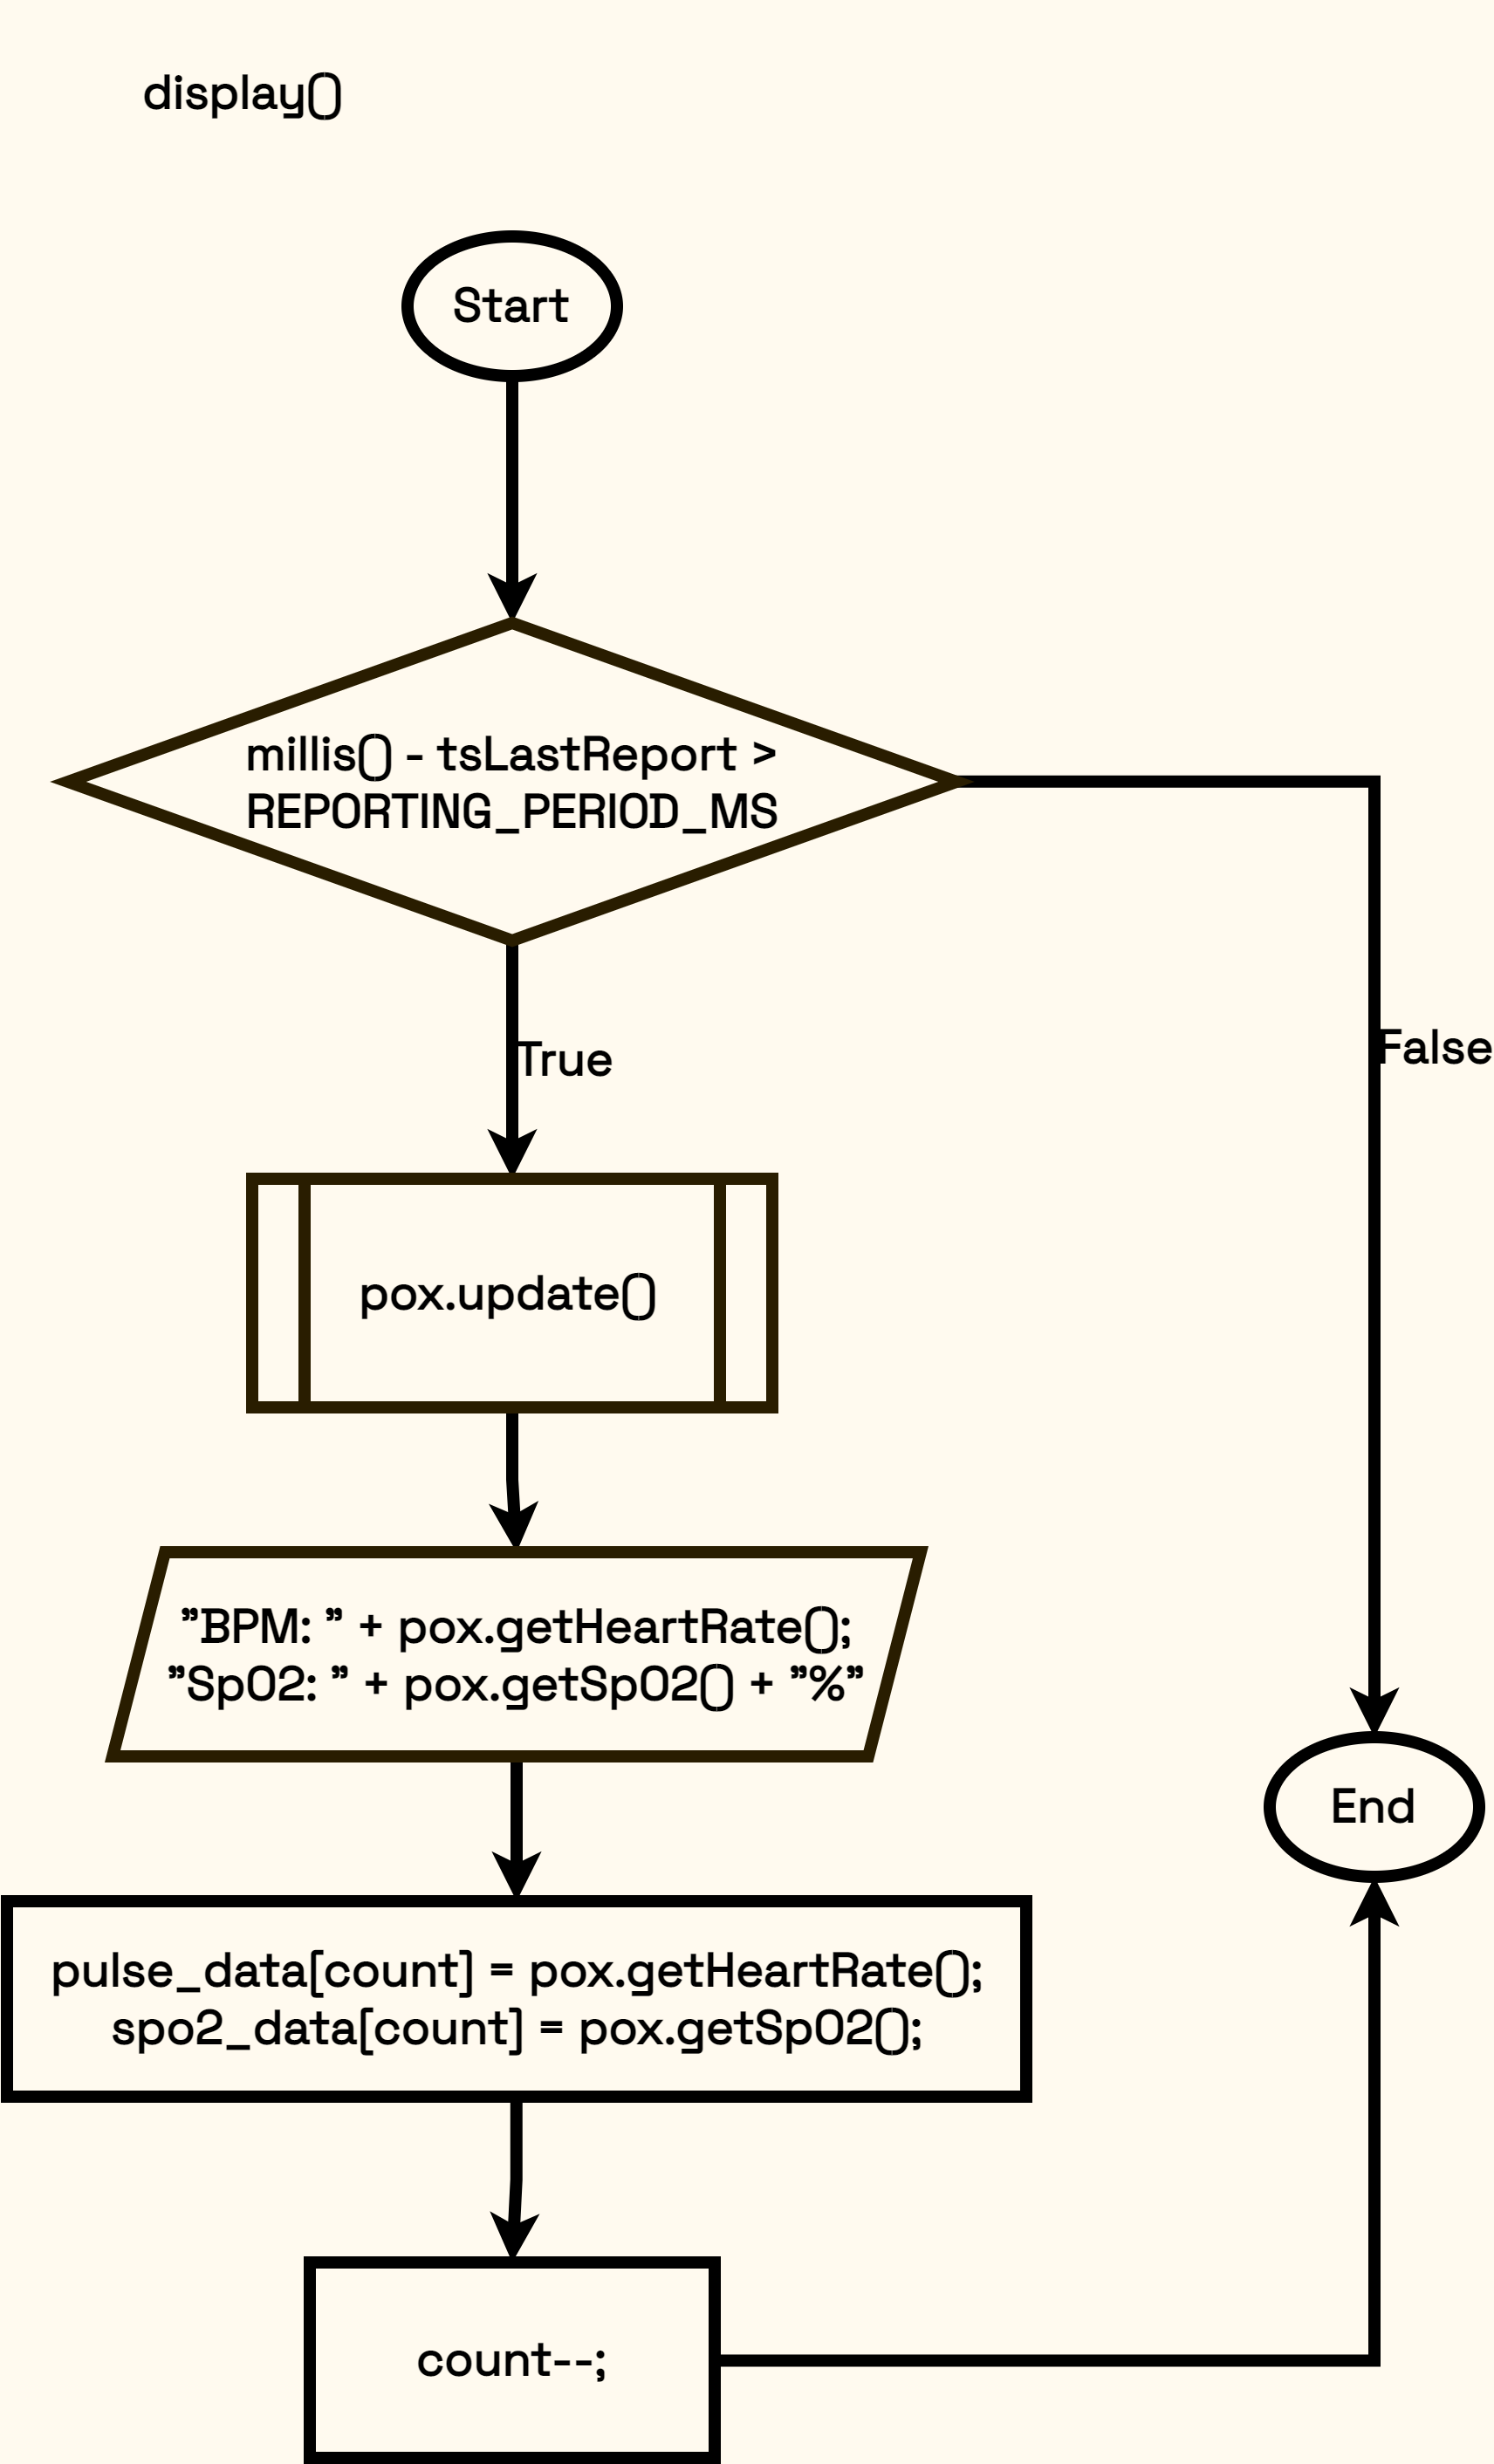 display()
Start
millis() - tsLastReport >
REPORTING_PERIOD_MS
True
False
pox.update()
”BPM: ” + pox.getHeartRate();
”SpO2: ” + pox.getSpO2() + ”%”
End
pulse_data[count] = pox.getHeartRate();
spo2_data[count] = pox.getSpO2();
count--;